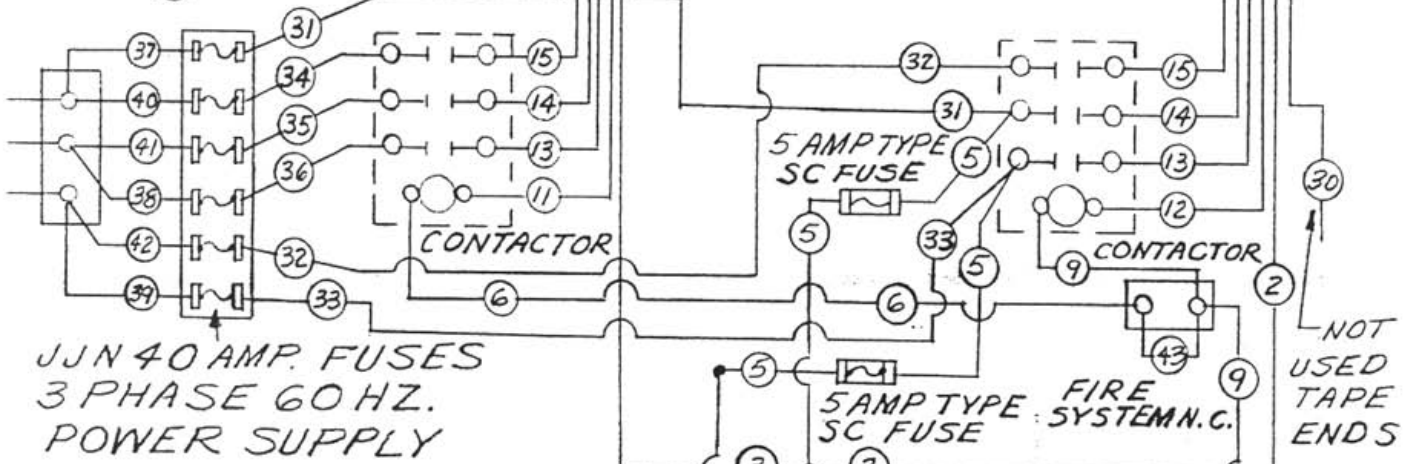 31
37
34
40
35
41
36
38
42
32
39
33
15
14
13
11
CONTACTOR
6
32
31
5 AMP TYPE
SC FUSE
5
5
33
5
15
14
13
12
CONTACTOR
9
6
2
30
43
9
JJN 40 AMP. FUSES
3 PHASE 60 HZ.
POWER SUPPLY
5
5 AMP TYPE
SC FUSE
FIRE
SYSTEM N.C.
NOT
USED
TAPE
ENDS